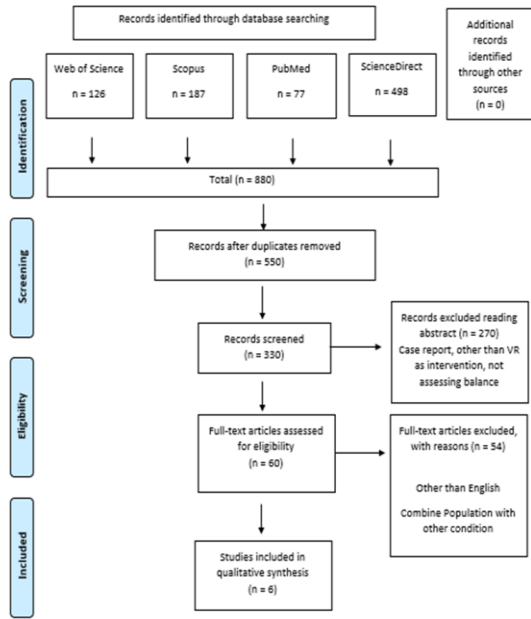 Records identified through database searching
Additional
records
identified
through other
sources
(n = 0)
Web of Science
n = 126
Scopus
n = 187
PubMed
n = 77
ScienceDirect
n = 498
Identification
Total (n = 880)
Screening
Records after duplicates removed
(n = 550)
Records screened
(n = 330)
Records excluded reading
abstract (n = 270)
Case report, other than VR
as intervention, not
assessing balance
Eligibility
Full-text articles assessed
for eligibility
(n = 60)
Full-text articles excluded,
with reasons (n = 54)
Other than English
Combine Population with
other condition
Included
Studies included in
qualitative synthesis
(n = 6)